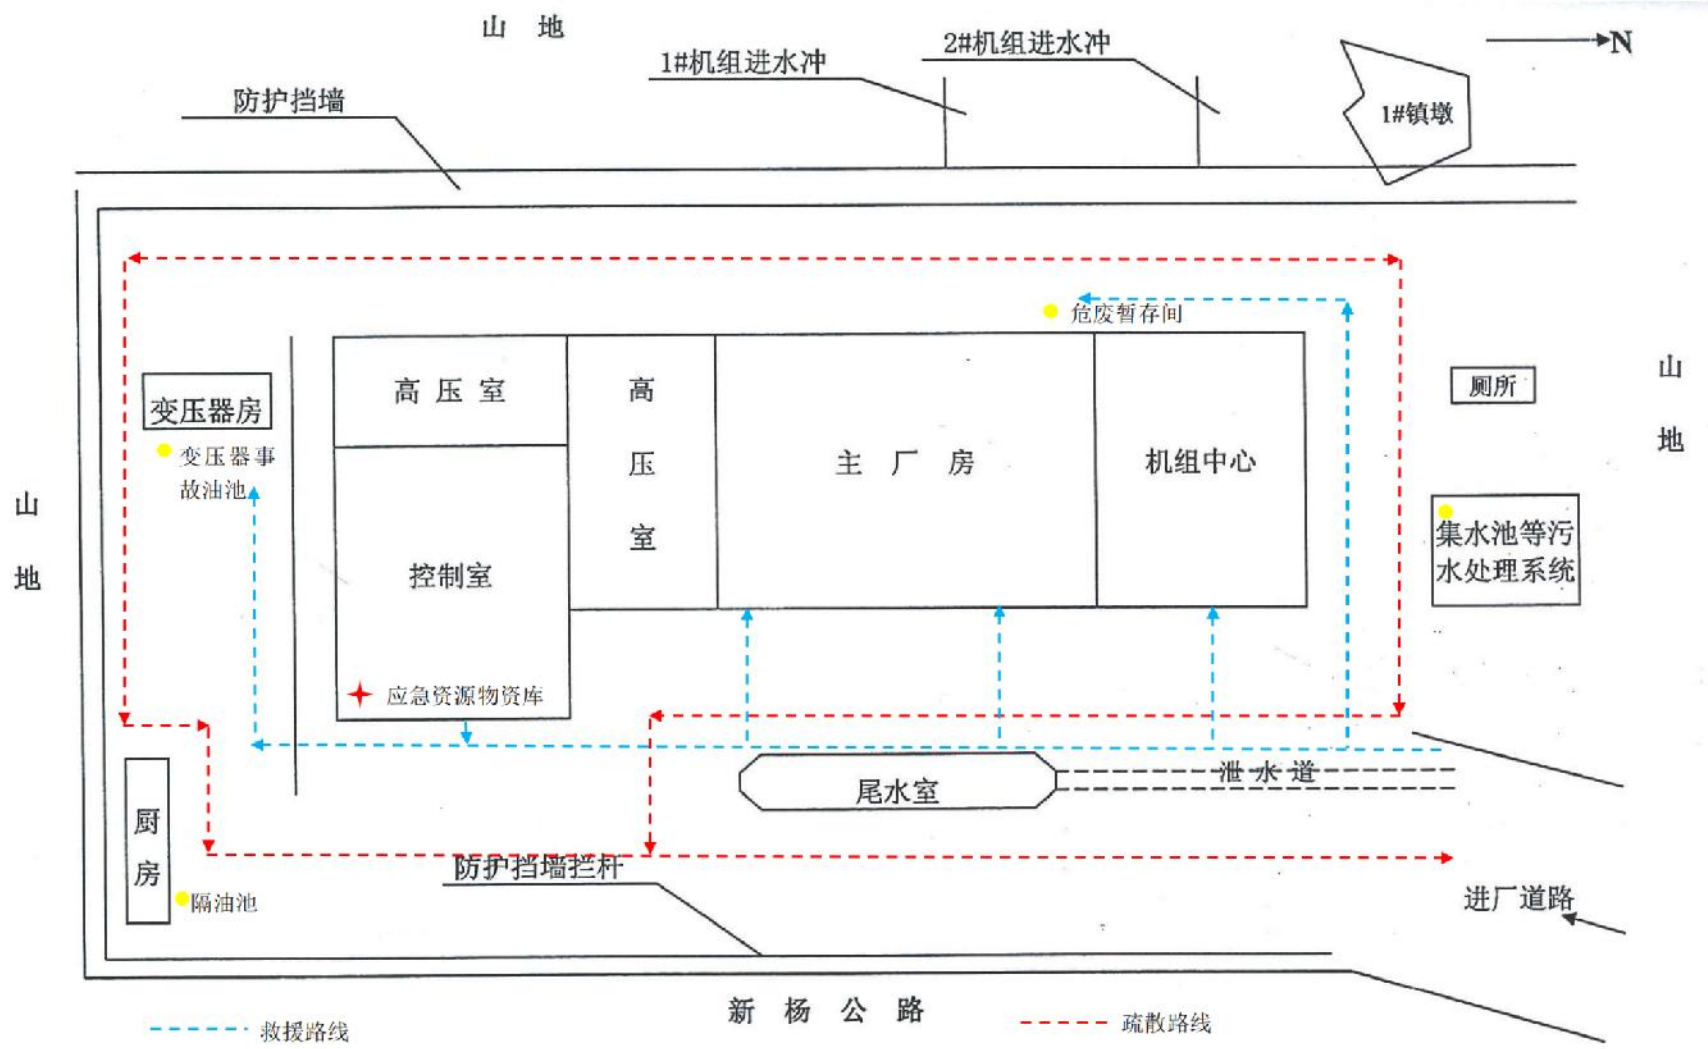 山 地
1#机组进水冲
2#机组进水冲
N
防护挡墙
1#镇墩
危废暂存间
高压室
高压室
主厂房
机组中心
变压器房
变压器事
故油池
控制室
应急资源物资库
厕所
山地
集水池等污
水处理系统
山地
泄水道
尾水室
厨房
隔油池
防护挡墙拦杆
进厂道路
新杨公路
救援路线
疏散路线